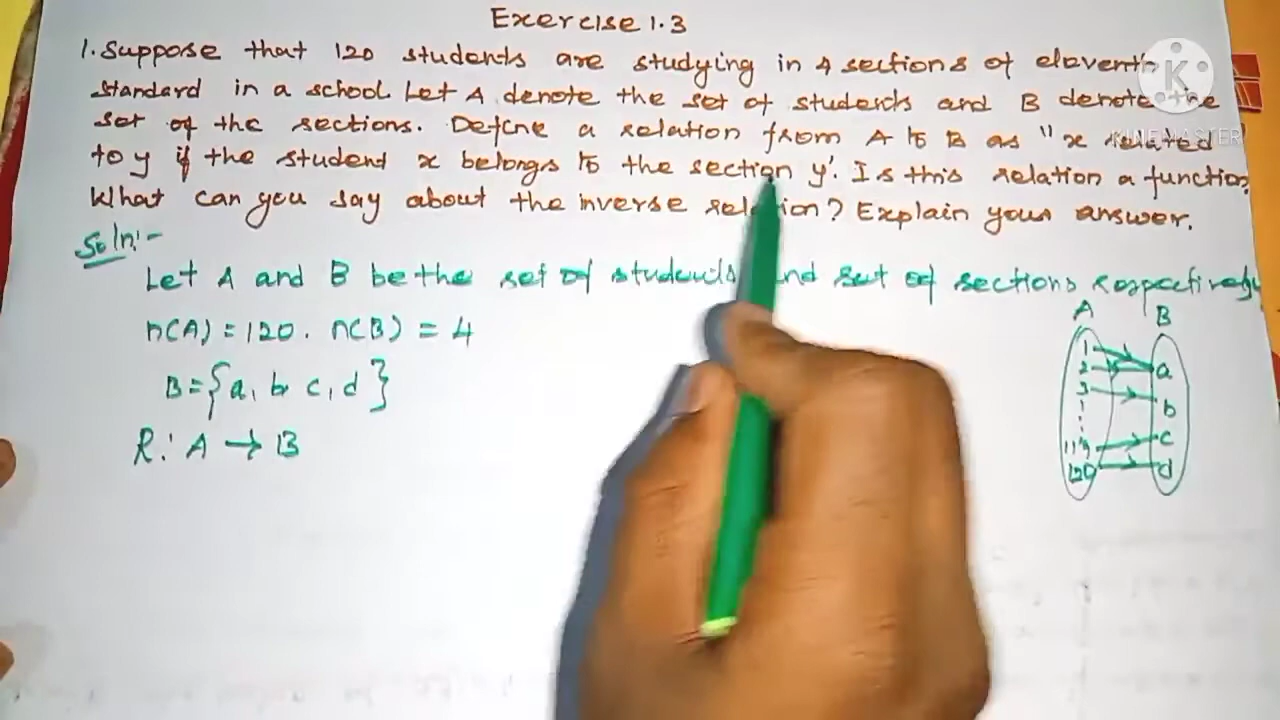 Exercise 1.3
1. Suppose that 120 students are studying in 4 sections of eleventh
standard in a school. Let A denote the set of students and B denote the
set of the sections. Define a relation from A to B as "x related
to y if the student x belongs to the section y". Is this relation a function
What can you say about the inverse relation? Explain your answer.
Soln:-
Let A and B be the set of students and set of sections respectively
n(A) = 120. n(B) = 4
B = {a, b, c, d}
R: A → B
A B
1 a
2
3 b
119 c
120 d
K
KINEMASTER